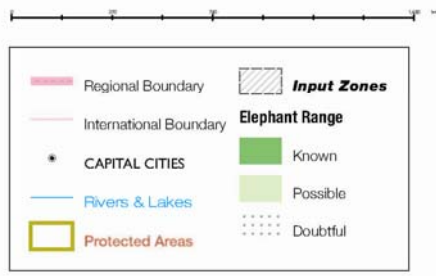 Regional Boundary
International Boundary
CAPITAL CITIES
Rivers & Lakes
Protected Areas
Input Zones
Elephant Range
Known
Possible
Doubtful